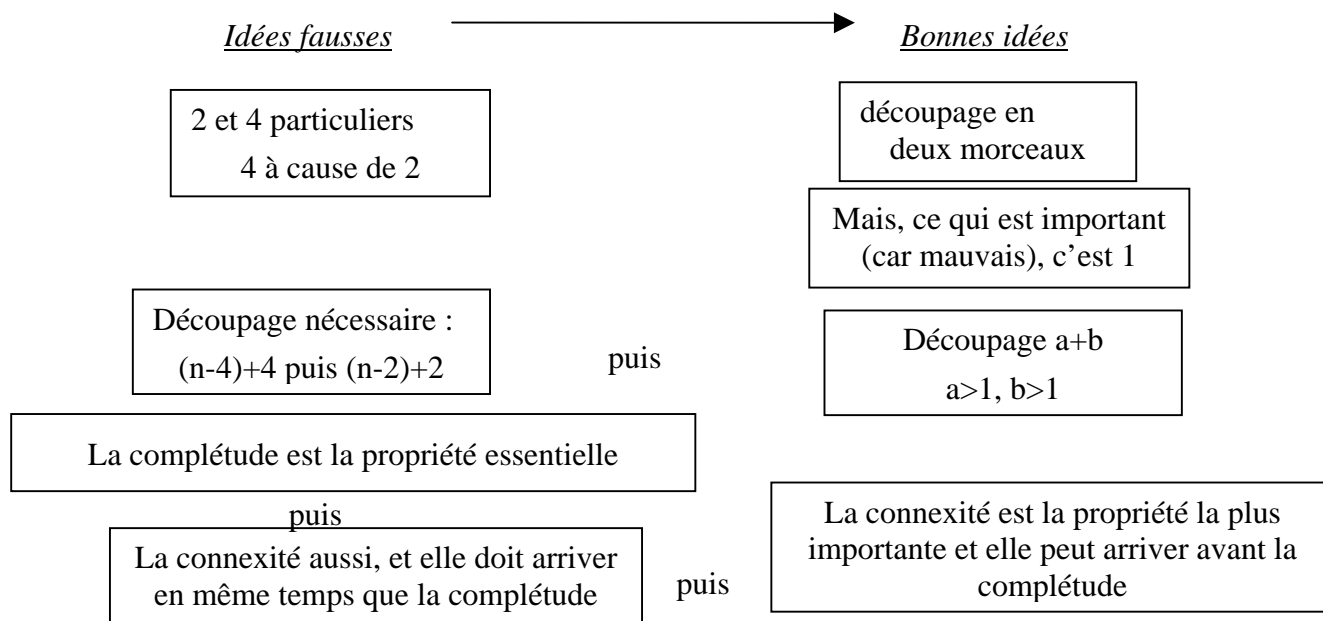 Idées fausses
Bonnes idées
2 et 4 particuliers
4 à cause de 2
découpage en
deux morceaux
Mais, ce qui est important
(car mauvais), c’est 1
Découpage nécessaire :
(n-4)+4 puis (n-2)+2
puis
Découpage a+b
a>1, b>1
La complétude est la propriété essentielle
puis
La connexité aussi, et elle doit arriver
en même temps que la complétude
puis
La connexité est la propriété la plus
importante et elle peut arriver avant la
complétude